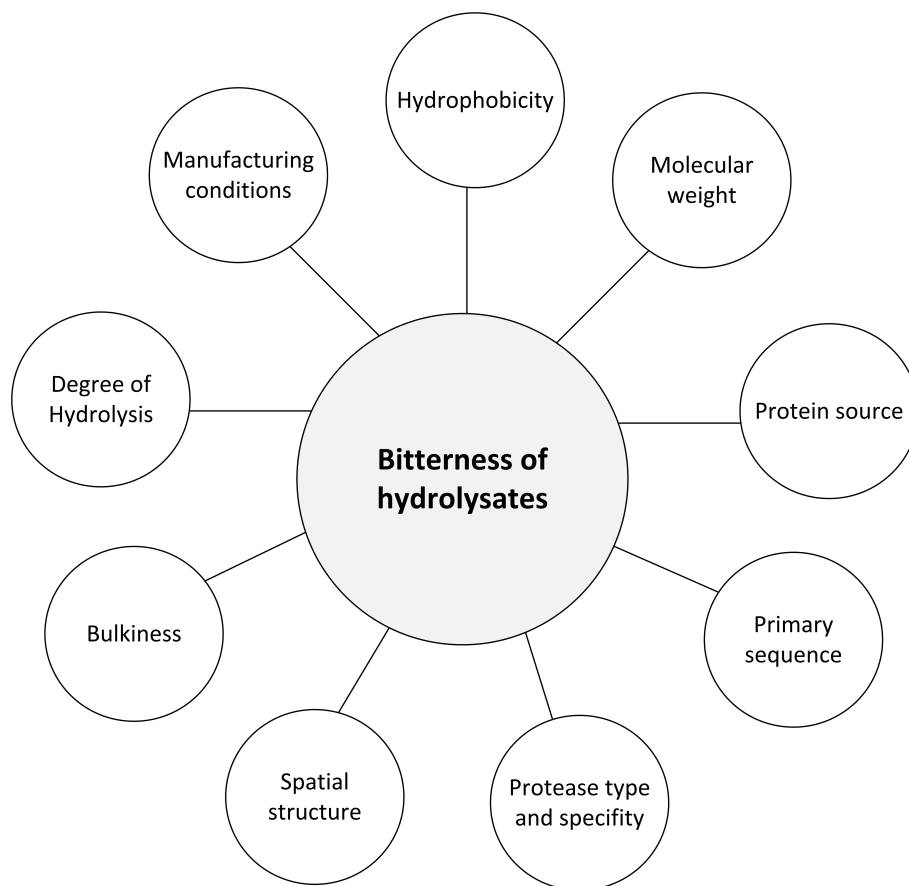 Hydrophobicity
Manufacturing
conditions
Molecular
weight
Degree of
Hydrolysis
Protein source
Bitterness of
hydrolysates
Bulkiness
Primary
sequence
Spatial
structure
Protease type
and specifity